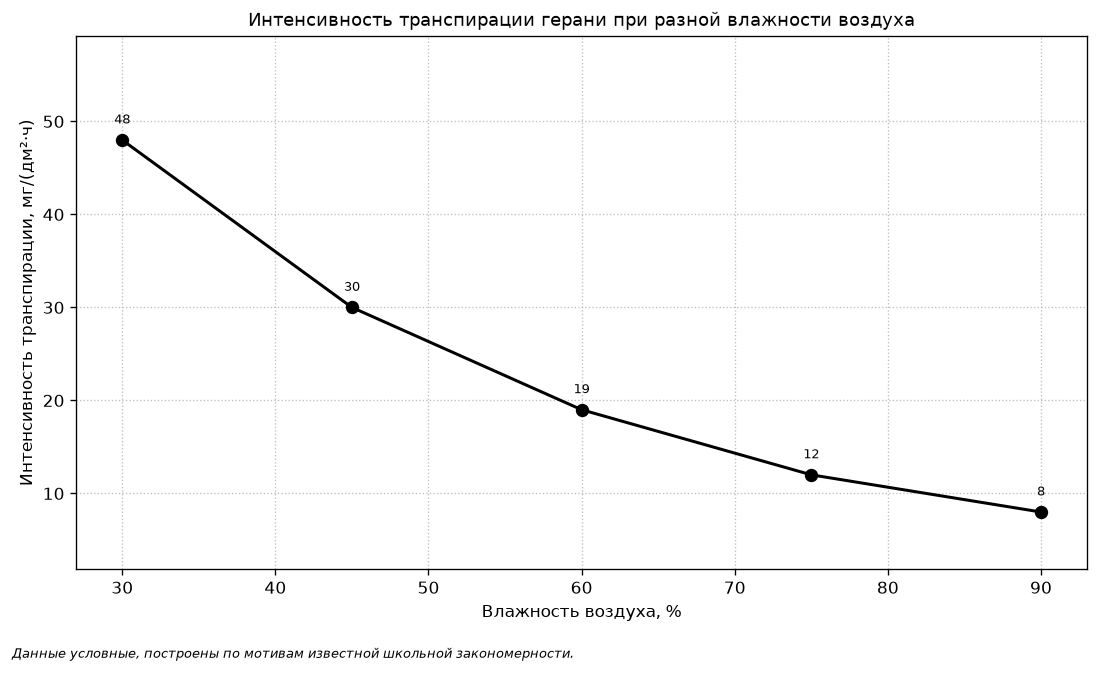 Интенсивность транспирации герани при разной влажности воздуха
Интенсивность транспирации, мг/(дм²·ч)
50
40
30
20
10
48
30
19
12
8
30 40 50 60 70 80 90
Влажность воздуха, %
Данные условные, построены по мотивам известной школьной закономерности.